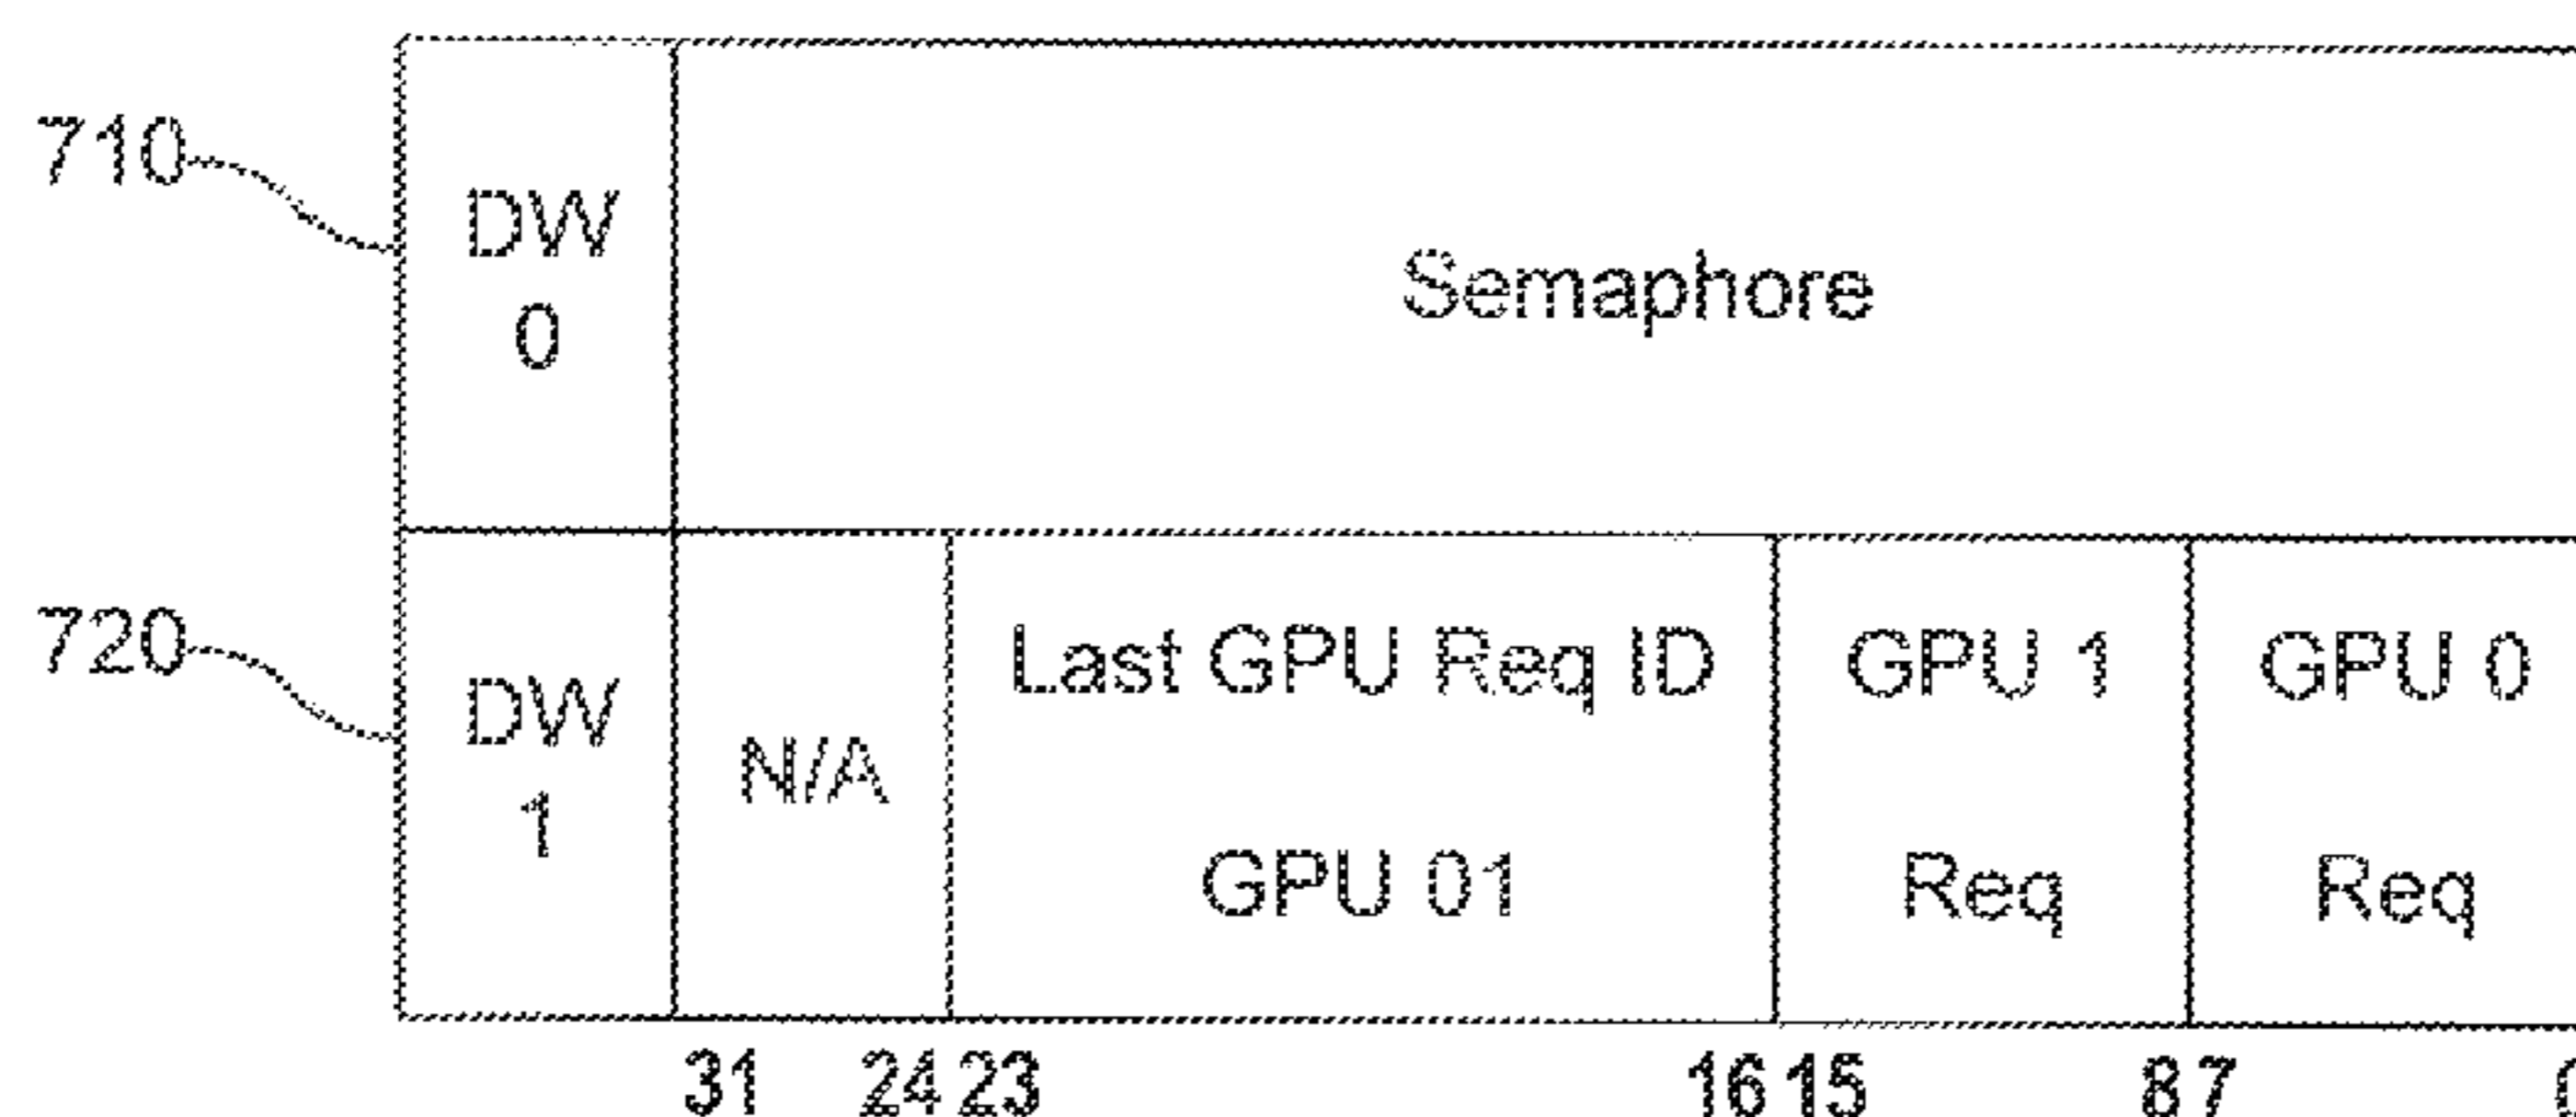 710
DW
0
Semaphore
720
DW
1
N/A
Last GPU Req ID
GPU 01
GPU 1
Req
GPU 0
Req
31 24 23 16 15 8 7